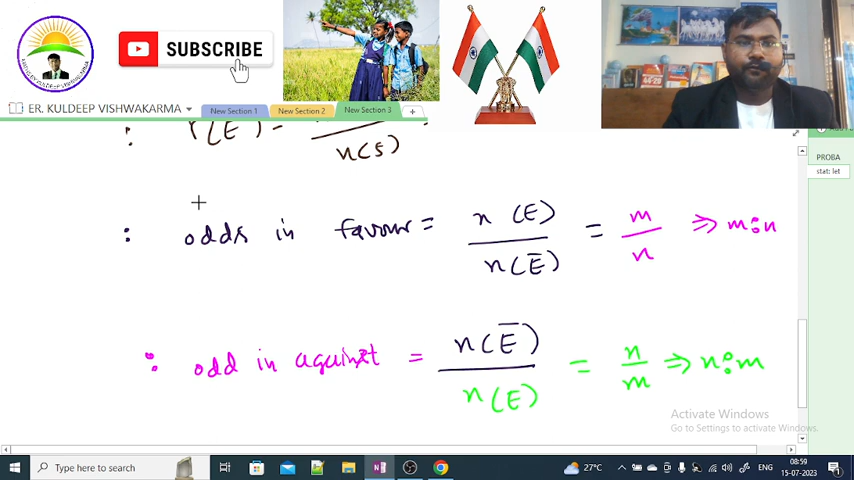 SUBSCRIBE
ER. KULDEEP VISHWAKARMA
New Section 1
New Section 2
New Section 3
+
PROBA
stat: let
: P(E) =
n(s)
: odds in favour = n (E) / n(E̅) = m / n ⇒ m:n
: odd in against = n(E̅) / n(E) = n / m ⇒ n:m
Activate Windows
Go to Settings to activate Windows.
Type here to search
27°C
ENG
08:59
15-07-2023